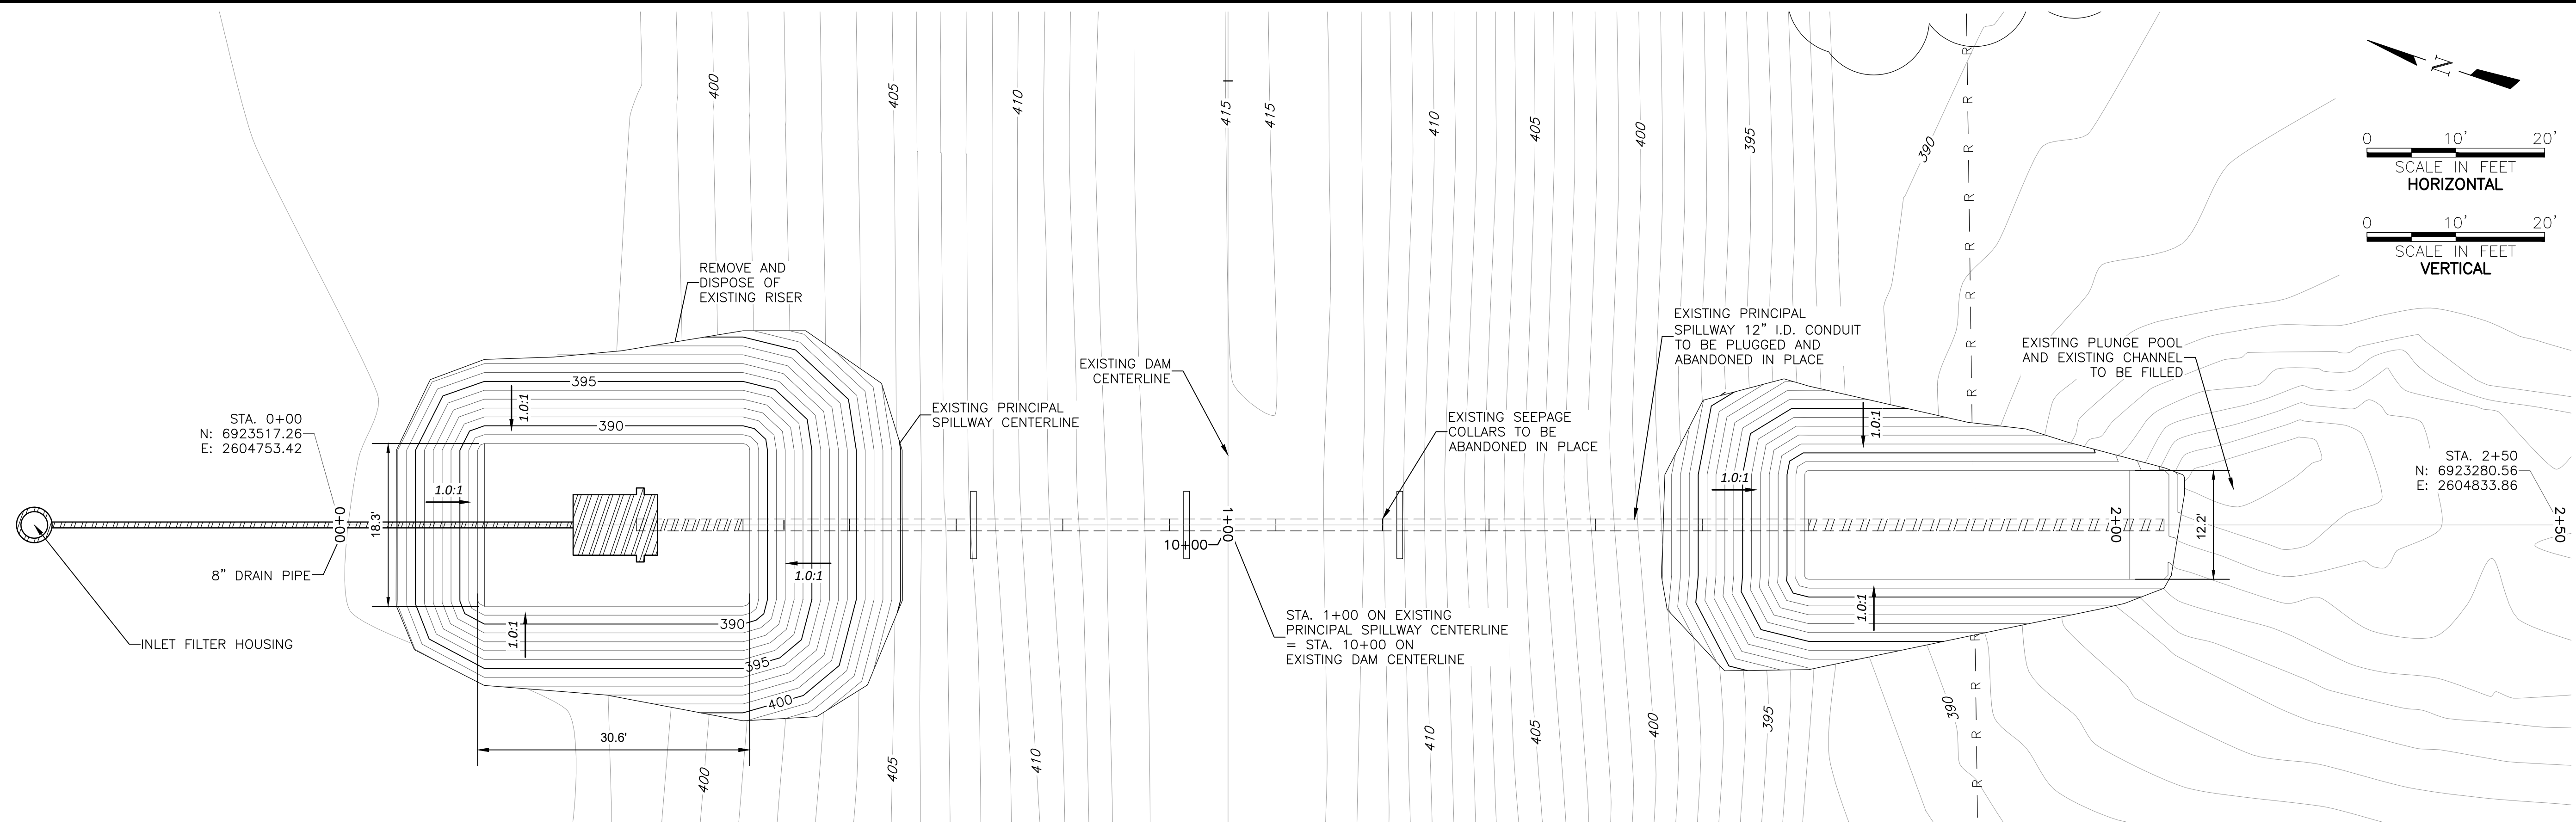 400
405
410
415
415
410
405
400
395
390
R
R
R
R
R
R
R
R
R
R
R
N
0 10' 20'
SCALE IN FEET
HORIZONTAL
0 10' 20'
SCALE IN FEET
VERTICAL
REMOVE AND
DISPOSE OF
EXISTING RISER
EXISTING PRINCIPAL
SPILLWAY 12" I.D. CONDUIT
TO BE PLUGGED AND
ABANDONED IN PLACE
EXISTING PLUNGE POOL
AND EXISTING CHANNEL
TO BE FILLED
EXISTING DAM
CENTERLINE
STA. 0+00
N: 6923517.26
E: 2604753.42
395
1.0:1
390
EXISTING PRINCIPAL
SPILLWAY CENTERLINE
EXISTING SEEPAGE
COLLARS TO BE
ABANDONED IN PLACE
1.0:1
1.0:1
STA. 2+50
N: 6923280.56
E: 2604833.86
1.0:1
0+00
18.3'
1+00
10+00
2+00
12.2'
2+50
8" DRAIN PIPE
1.0:1
1.0:1
390
1.0:1
INLET FILTER HOUSING
STA. 1+00 ON EXISTING
PRINCIPAL SPILLWAY CENTERLINE
= STA. 10+00 ON
EXISTING DAM CENTERLINE
395
400
30.6'
400
405
410
410
405
400
395
390
R
R
R
R